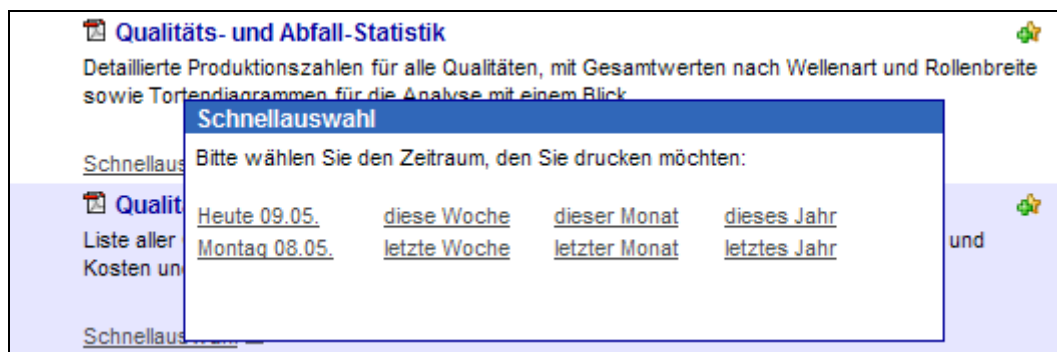 Qualitäts- und Abfall-Statistik
Detaillierte Produktionszahlen für alle Qualitäten, mit Gesamtwerten nach Wellenart und Rollenbreite
sowie Tortendiagrammen für die Analyse mit einem Blick
Schnellauswahl
Bitte wählen Sie den Zeitraum, den Sie drucken möchten:
Schnellaus
Qualit
Heute 09.05. diese Woche dieser Monat dieses Jahr
Liste aller und
Montag 08.05. letzte Woche letzter Monat letztes Jahr
Kosten un
Schnellauswahl